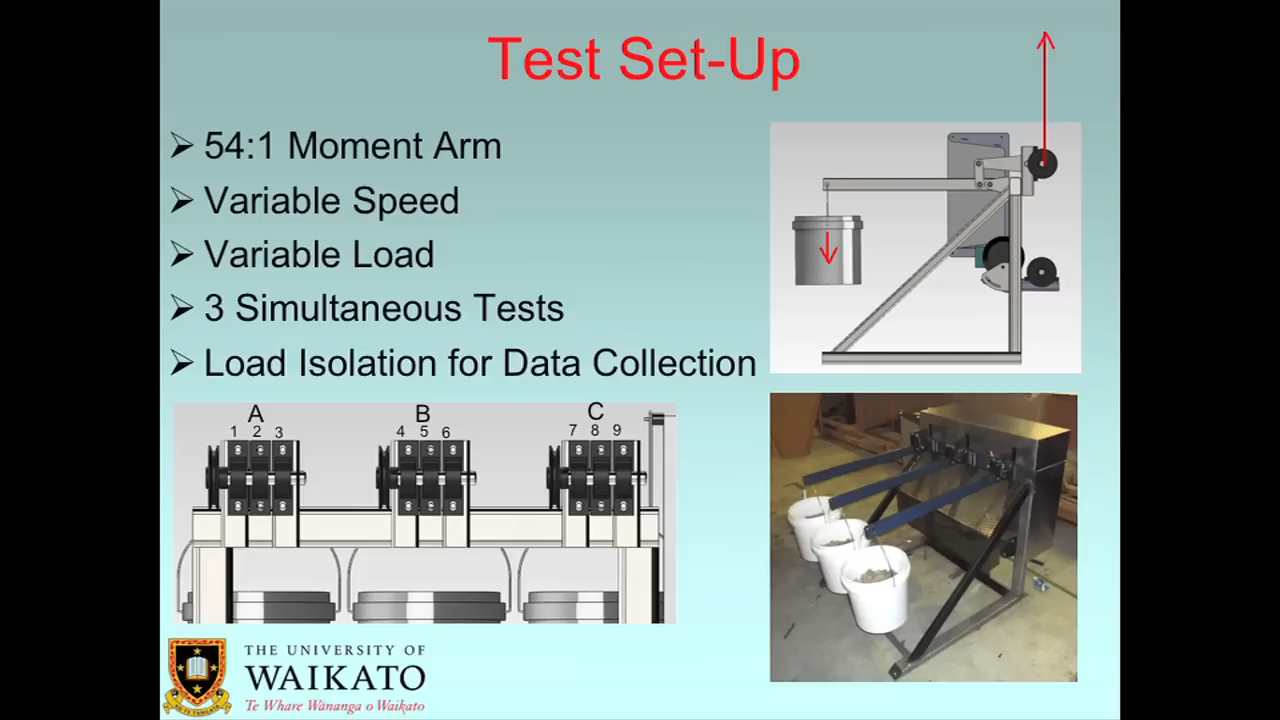 Test Set-Up
➢ 54:1 Moment Arm
➢ Variable Speed
➢ Variable Load
➢ 3 Simultaneous Tests
➢ Load Isolation for Data Collection
A B C
1 2 3 4 5 6 7 8 9
THE UNIVERSITY OF
WAIKATO
Te Whare Wānanga o Waikato